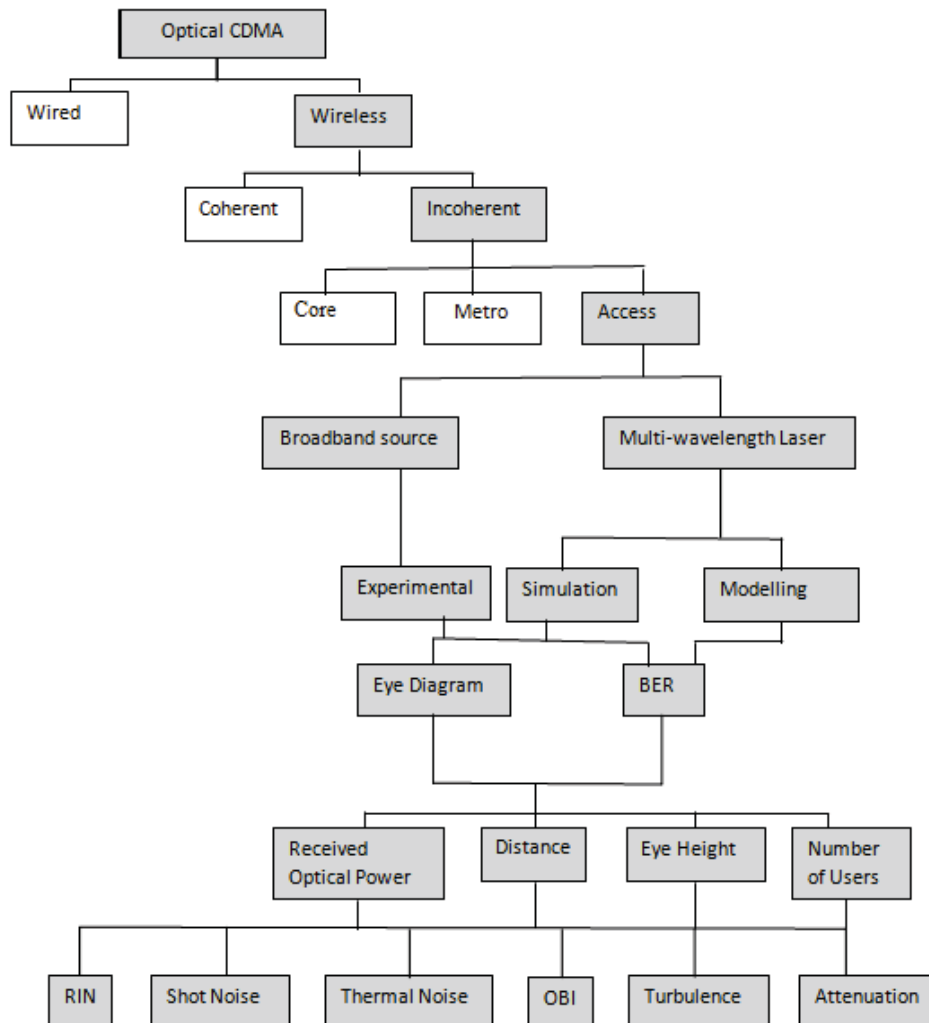 Optical CDMA
Wired
Wireless
Coherent
Incoherent
Core
Metro
Access
Broadband source
Multi-wavelength Laser
Experimental
Simulation
Modelling
Eye Diagram
BER
Received
Optical Power
Distance
Eye Height
Number
of Users
RIN
Shot Noise
Thermal Noise
OBI
Turbulence
Attenuation